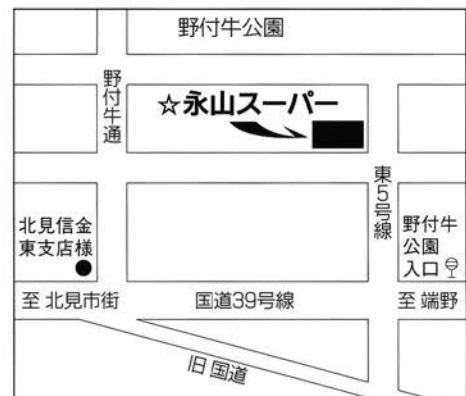 野付牛公園
野付牛通
☆永山スーパー
東5号線
北見信金
東支店様
野付牛
公園
入口
至 北見市街
国道39号線
至 端野
旧国道